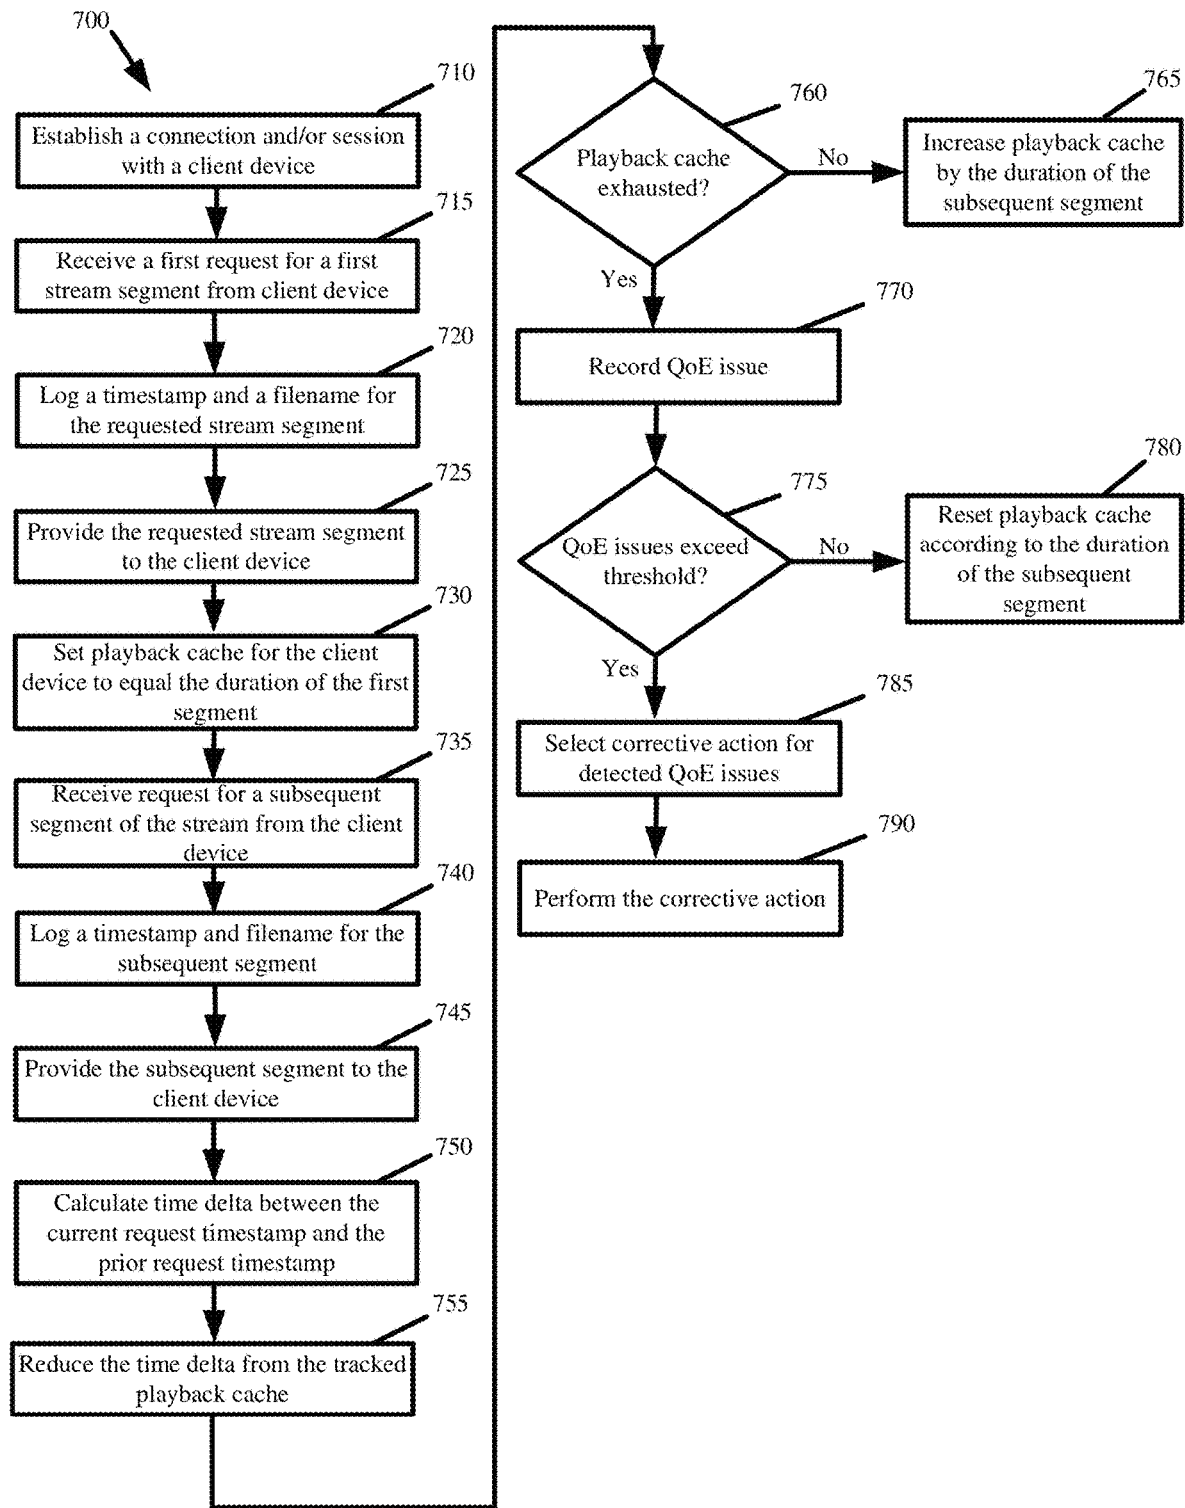 700
710
Establish a connection and/or session
with a client device
715
Receive a first request for a first
stream segment from client device
720
Log a timestamp and a filename for
the requested stream segment
725
Provide the requested stream segment
to the client device
730
Set playback cache for the client
device to equal the duration of the first
segment
735
Receive request for a subsequent
segment of the stream from the client
device
740
Log a timestamp and filename for the
subsequent segment
745
Provide the subsequent segment to the
client device
750
Calculate time delta between the
current request timestamp and the
prior request timestamp
755
Reduce the time delta from the tracked
playback cache
760
Playback cache
exhausted?
No
765
Increase playback cache
by the duration of the
subsequent segment
Yes
770
Record QoE issue
775
QoE issues exceed
threshold?
No
780
Reset playback cache
according to the duration
of the subsequent
segment
Yes
785
Select corrective action for
detected QoE issues
790
Perform the corrective action